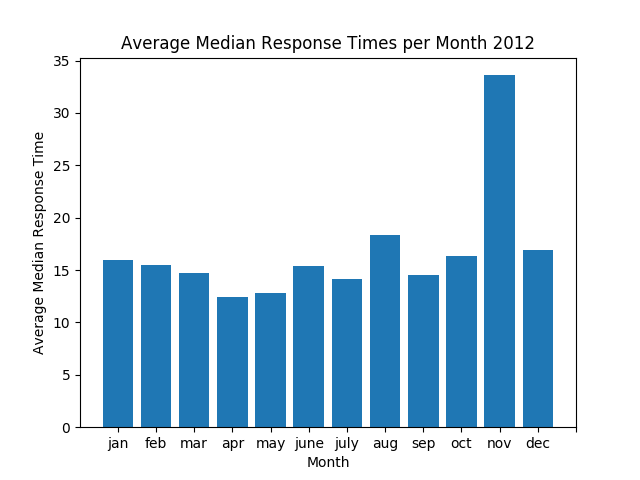 Average Median Response Times per Month 2012
35
30
25
20
15
10
5
0
Average Median Response Time
jan feb mar apr may june july aug sep oct nov dec
Month